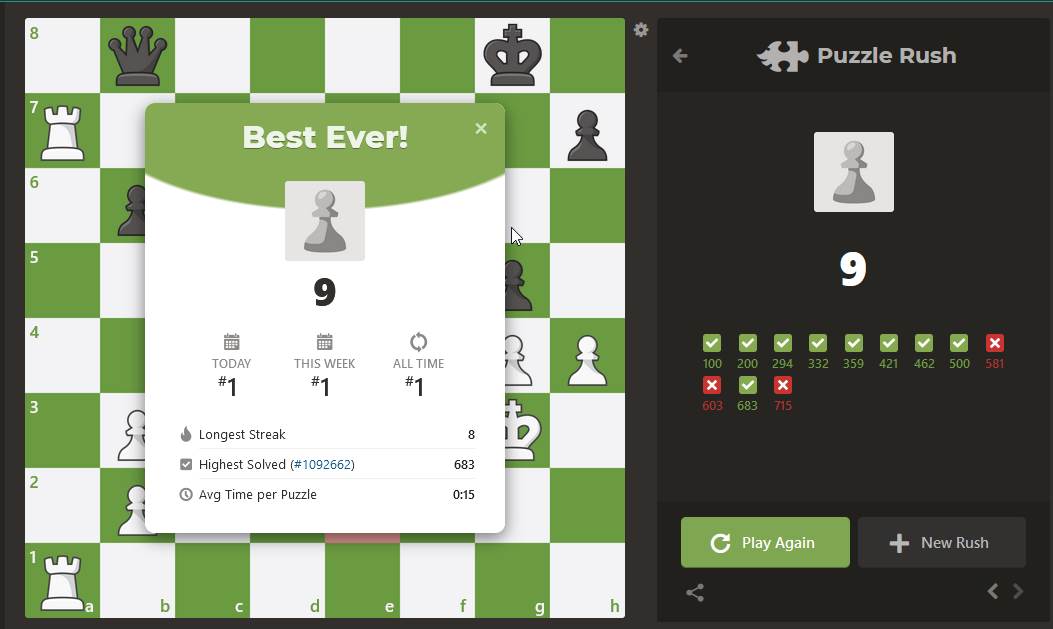 8
7
6
5
4
3
2
1
a b c d e f g h
Best Ever!
×
9
TODAY
#1
THIS WEEK
#1
ALL TIME
#1
Longest Streak 8
Highest Solved (#1092662) 683
Avg Time per Puzzle 0:15
Puzzle Rush
9
100 200 294 332 359 421 462 500 581
603 683 715
Play Again
New Rush